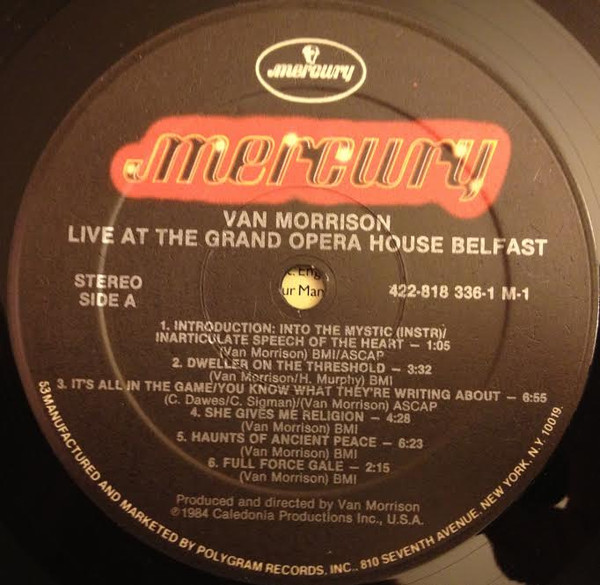 mercury
mercury
VAN MORRISON
LIVE AT THE GRAND OPERA HOUSE BELFAST
STEREO
SIDE A
422-818 336-1 M-1
ur Man
1. INTRODUCTION: INTO THE MYSTIC (INSTR)/
INARTICULATE SPEECH OF THE HEART — 1:05
(Van Morrison) BMI/ASCAP
2. DWELLER ON THE THRESHOLD — 3:32
(Van Morrison/H. Murphy) BMI
3. IT'S ALL IN THE GAME/YOU KNOW WHAT THEY'RE WRITING ABOUT — 6:55
(C. Dawes/C. Sigman)/(Van Morrison) ASCAP
4. SHE GIVES ME RELIGION — 4:28
(Van Morrison) BMI
5. HAUNTS OF ANCIENT PEACE — 6:23
(Van Morrison) BMI
6. FULL FORCE GALE — 2:15
(Van Morrison) BMI
Produced and directed by Van Morrison
℗1984 Caledonia Productions Inc., U.S.A.
53 MANUFACTURED AND MARKETED BY POLYGRAM RECORDS, INC., 810 SEVENTH AVENUE, NEW YORK, N.Y. 10019.